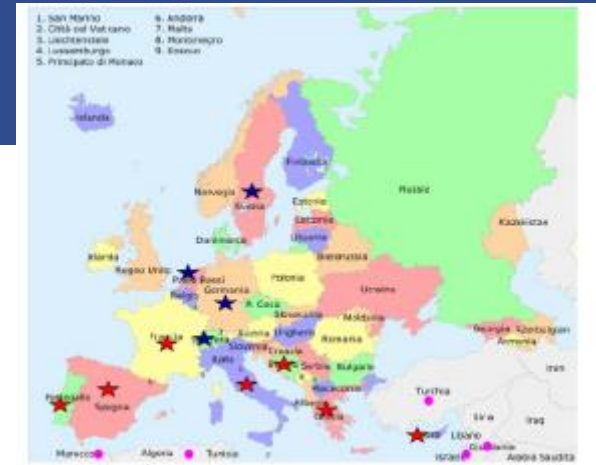 1. San Marino
2. Città del Vaticano
3. Liechtenstein
4. Lussemburgo
5. Principato di Monaco
6. Andorra
7. Malta
8. Montenegro
9. Kosovo
Islanda
Finlandia
Norvegia
Svezia
Russia
Estonia
Lettonia
Lituania
Danimarca
Kazakistan
Irlanda
Regno Unito
Paesi Bassi
Bielorussia
Polonia
Germania
Belgio
R. Ceca
Ucraina
Slovacchia
Moldavia
Francia
Austria
Ungheria
Romania
Slovenia
Croazia
Georgia
Azerbaigian
Armenia
Italia
Serbia
Bulgaria
Macedonia
Albania
Grecia
Portogallo
Spagna
Turchia
Iran
Siria
Iraq
Libano
Marocco
Algeria
Tunisia
Israele
Arabia Saudita